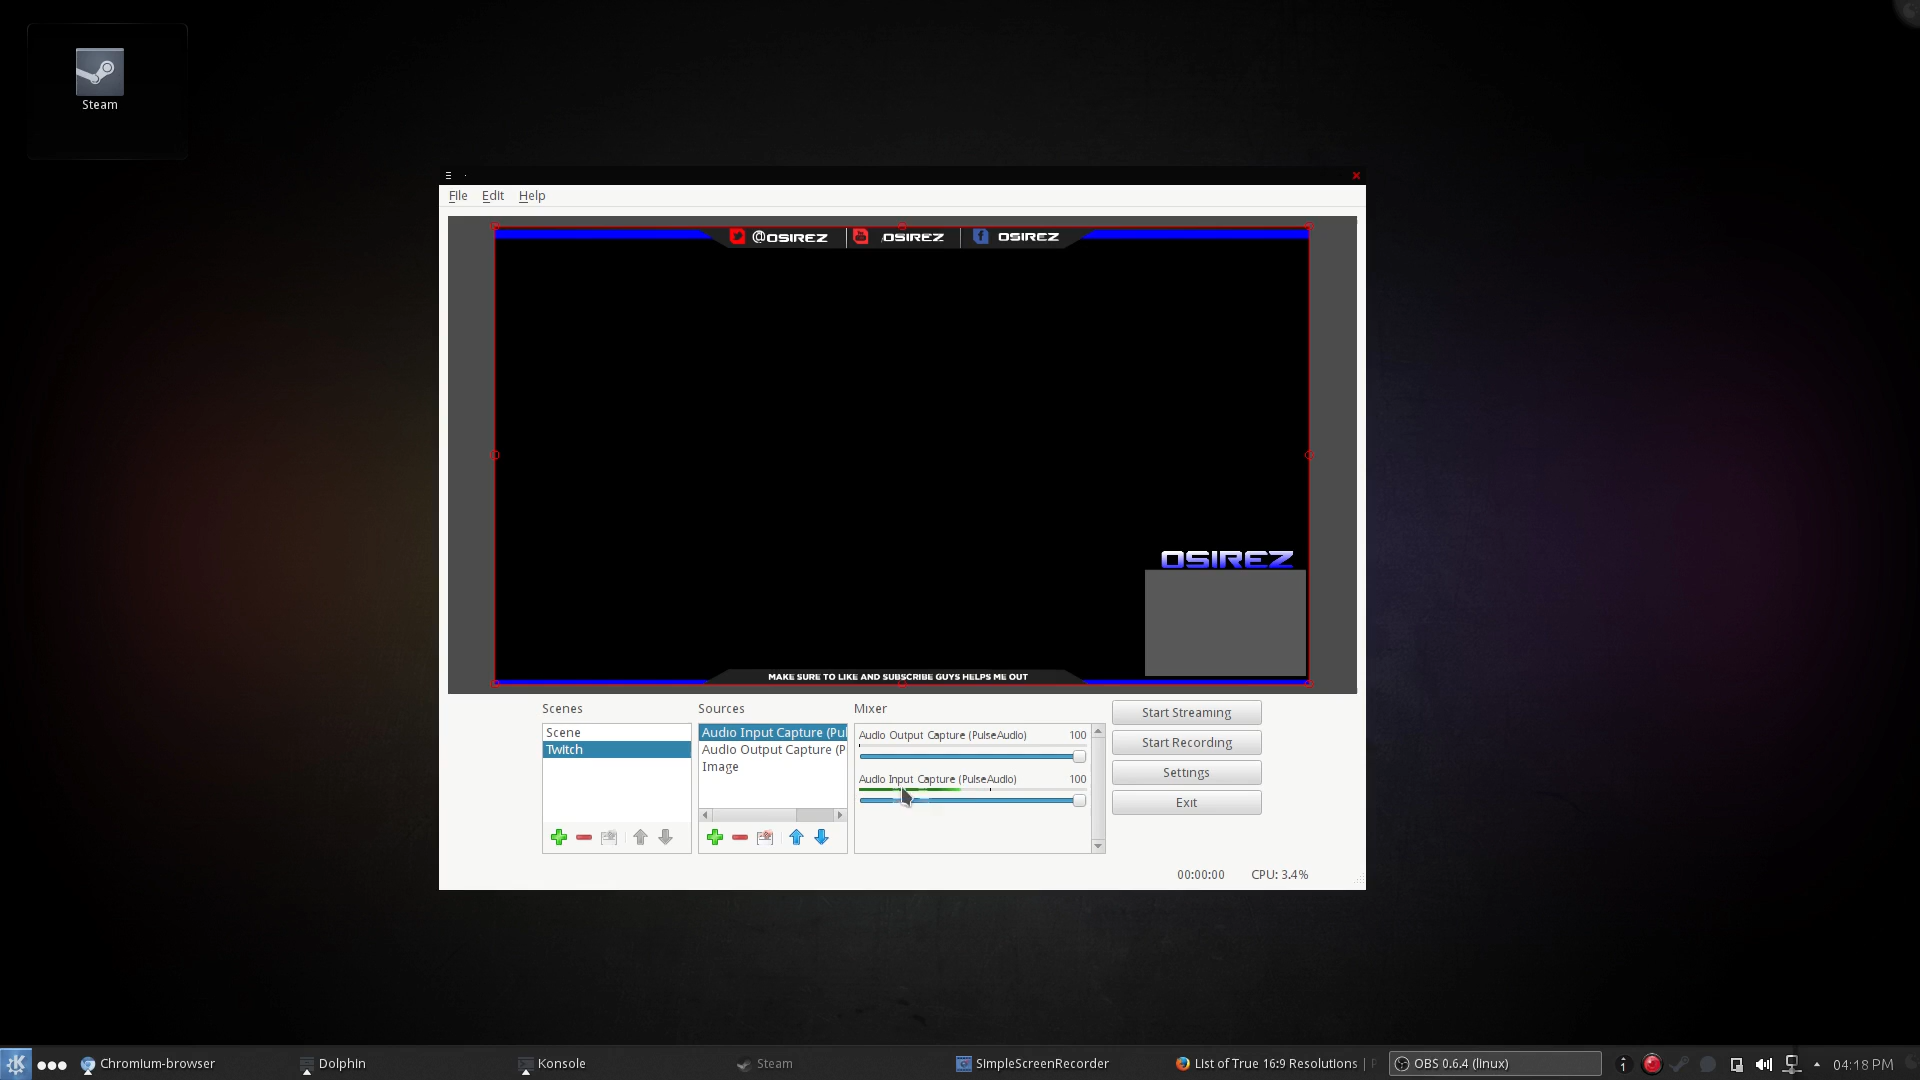 Steam
File Edit Help
@OSIREZ OSIREZ OSIREZ
OSIREZ
MAKE SURE TO LIKE AND SUBSCRIBE GUYS HELPS ME OUT
Scenes Sources Mixer
Scene
Twitch
Audio Input Capture (Pul
Audio Output Capture (P
Image
Audio Output Capture (PulseAudio) 100
Audio Input Capture (PulseAudio) 100
Start Streaming
Start Recording
Settings
Exit
00:00:00 CPU: 3.4%
Chromium-browser Dolphin Konsole Steam SimpleScreenRecorder List of True 16:9 Resolutions | OBS 0.6.4 (linux) 04:18 PM